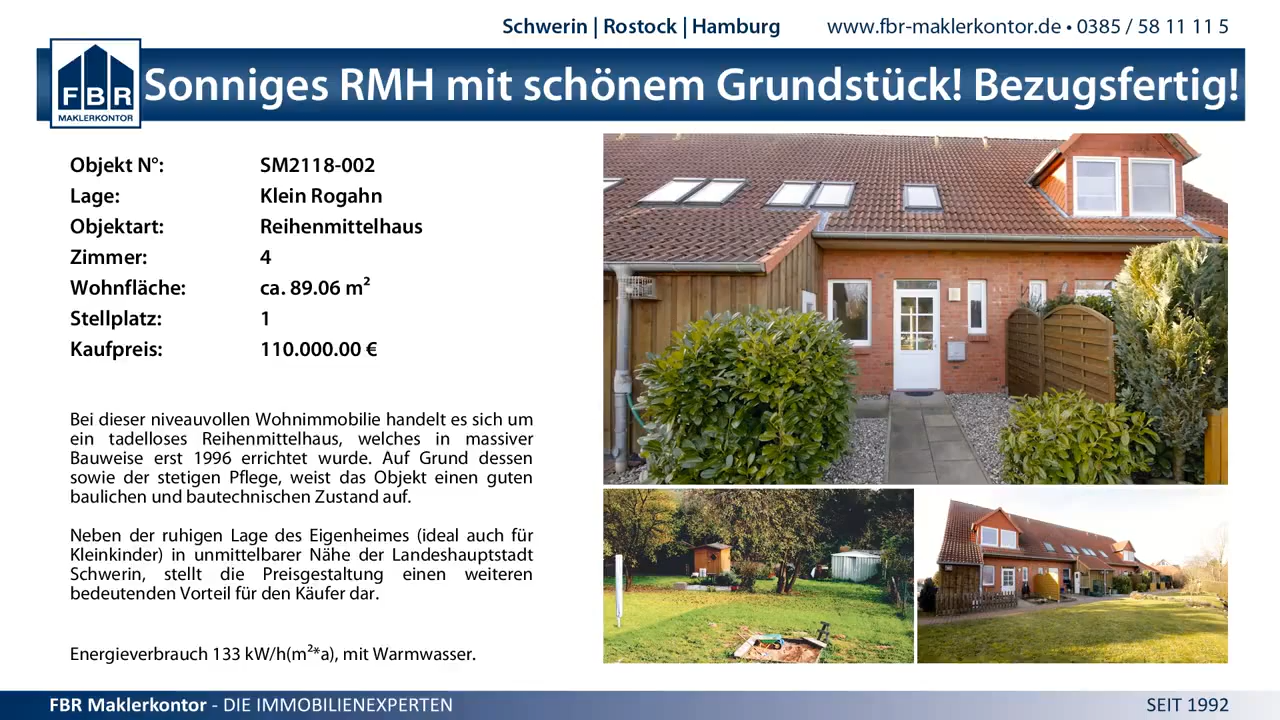 Schwerin | Rostock | Hamburg www.fbr-maklerkontor.de • 0385 / 58 11 11 5
FBR
MAKLERKONTOR
Sonniges RMH mit schönem Grundstück! Bezugsfertig!
Objekt N°: SM2118-002
Lage: Klein Rogahn
Objektart: Reihenmittelhaus
Zimmer: 4
Wohnfläche: ca. 89.06 m²
Stellplatz: 1
Kaufpreis: 110.000.00 €
Bei dieser niveauvollen Wohnimmobilie handelt es sich um
ein tadelloses Reihenmittelhaus, welches in massiver
Bauweise erst 1996 errichtet wurde. Auf Grund dessen
sowie der stetigen Pflege, weist das Objekt einen guten
baulichen und bautechnischen Zustand auf.
Neben der ruhigen Lage des Eigenheimes (ideal auch für
Kleinkinder) in unmittelbarer Nähe der Landeshauptstadt
Schwerin, stellt die Preisgestaltung einen weiteren
bedeutenden Vorteil für den Käufer dar.
Energieverbrauch 133 kW/h(m²*a), mit Warmwasser.
FBR Maklerkontor - DIE IMMOBILIENEXPERTEN SEIT 1992